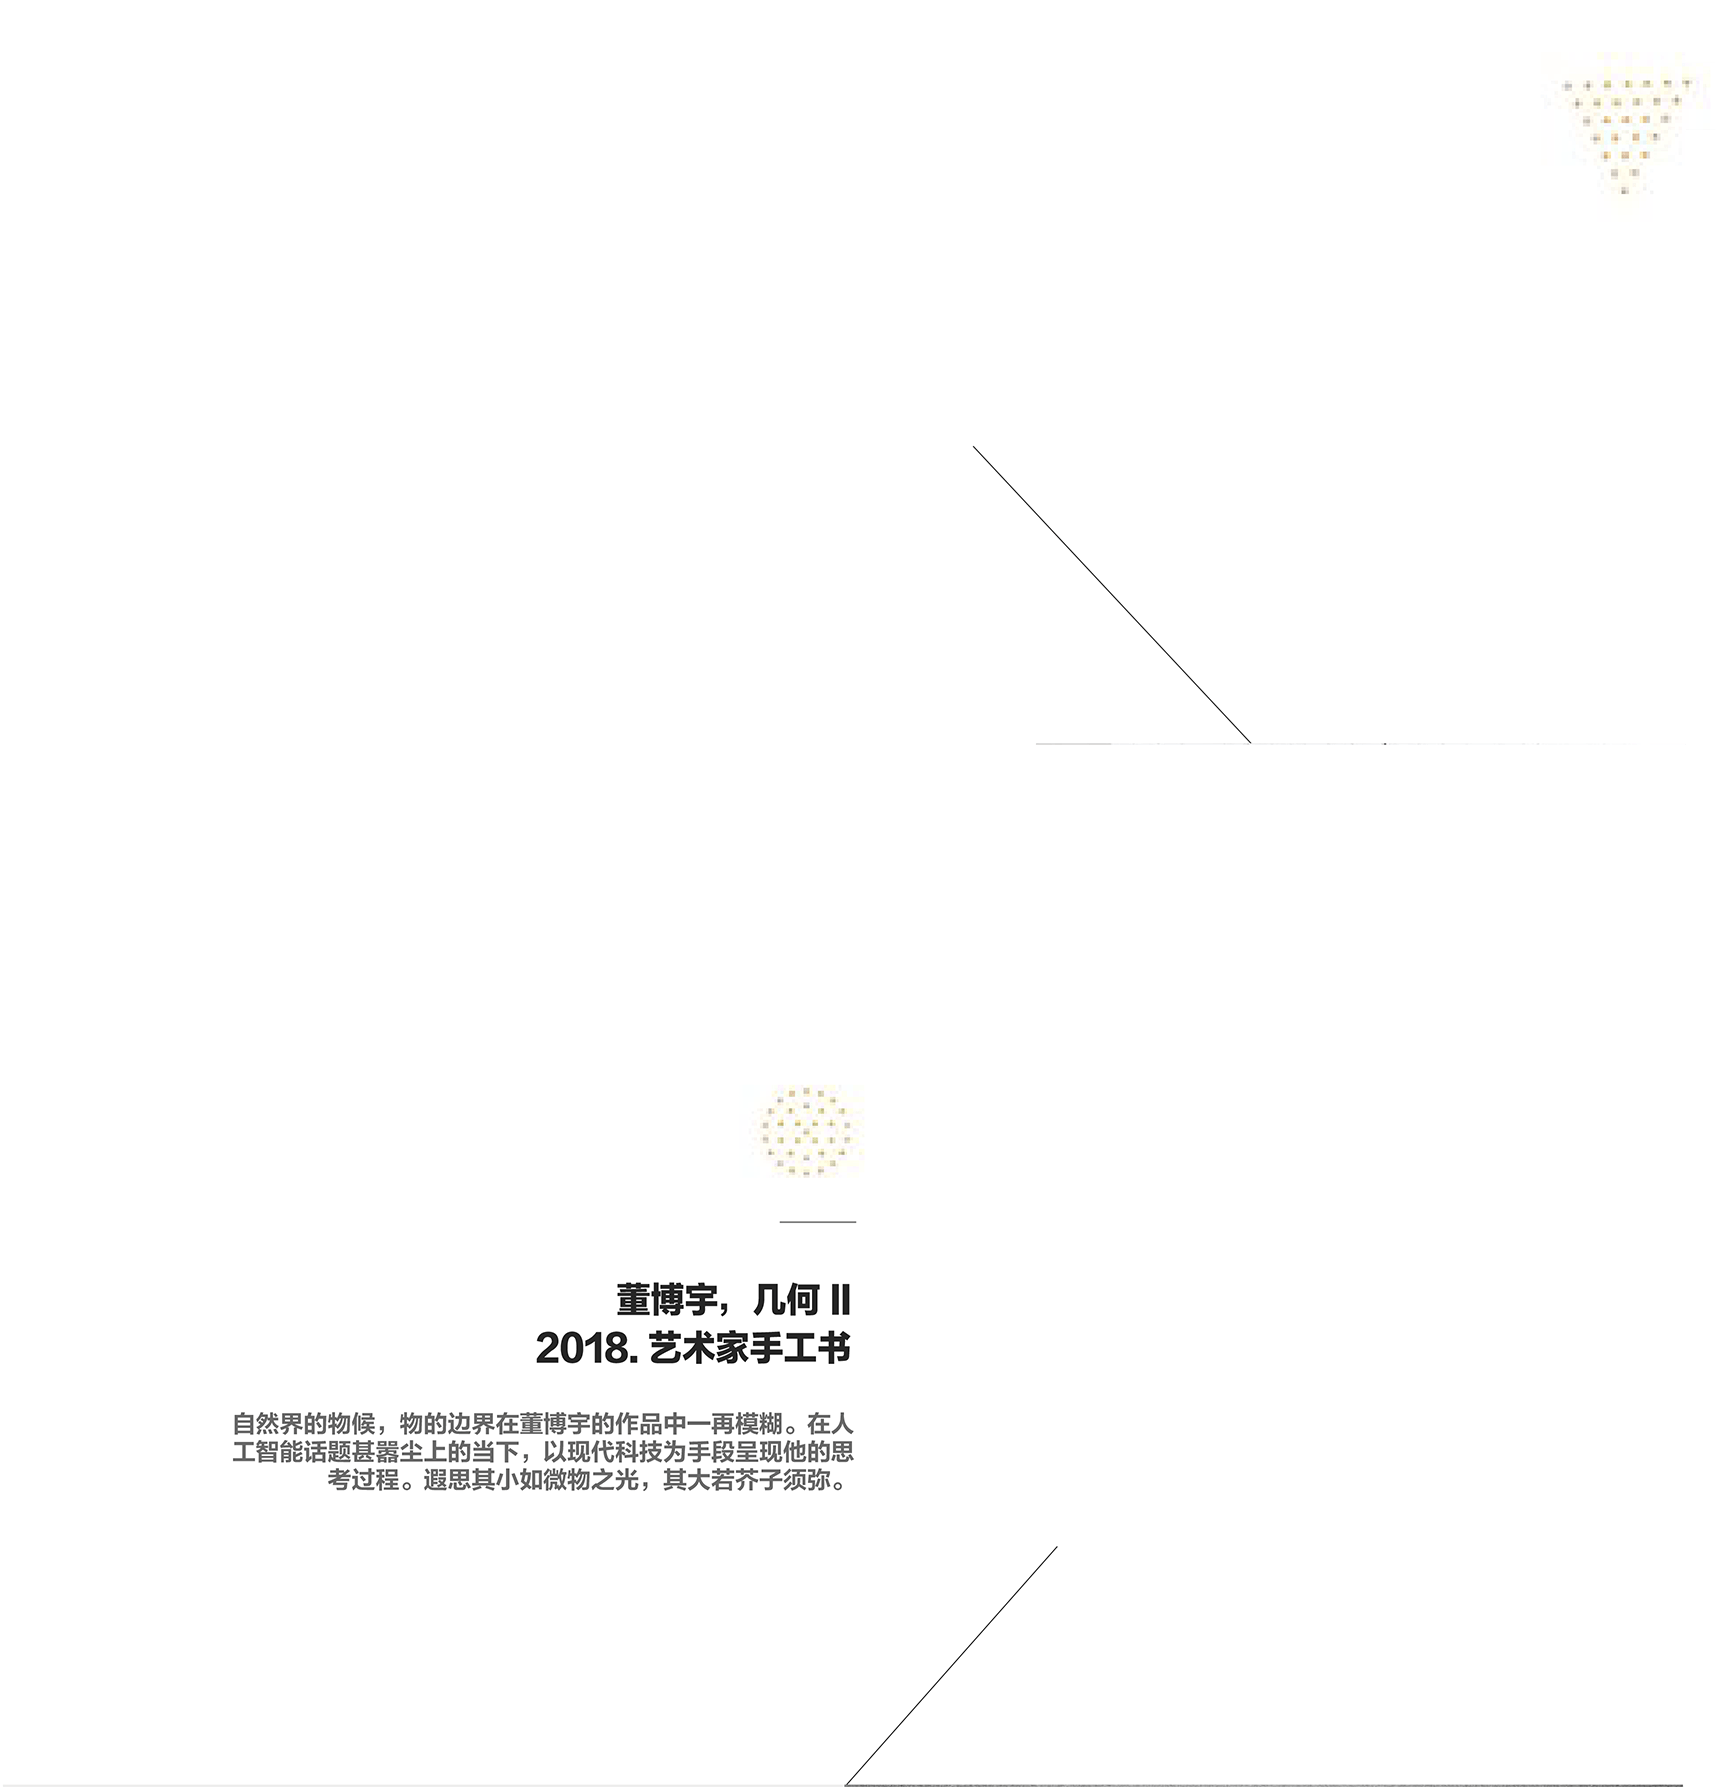 董博宇，几何 II
2018. 艺术家手工书
自然界的物候，物的边界在董博宇的作品中一再模糊。在人
工智能话题甚嚣尘上的当下，以现代科技为手段呈现他的思
考过程。遐思其小如微物之光，其大若芥子须弥。